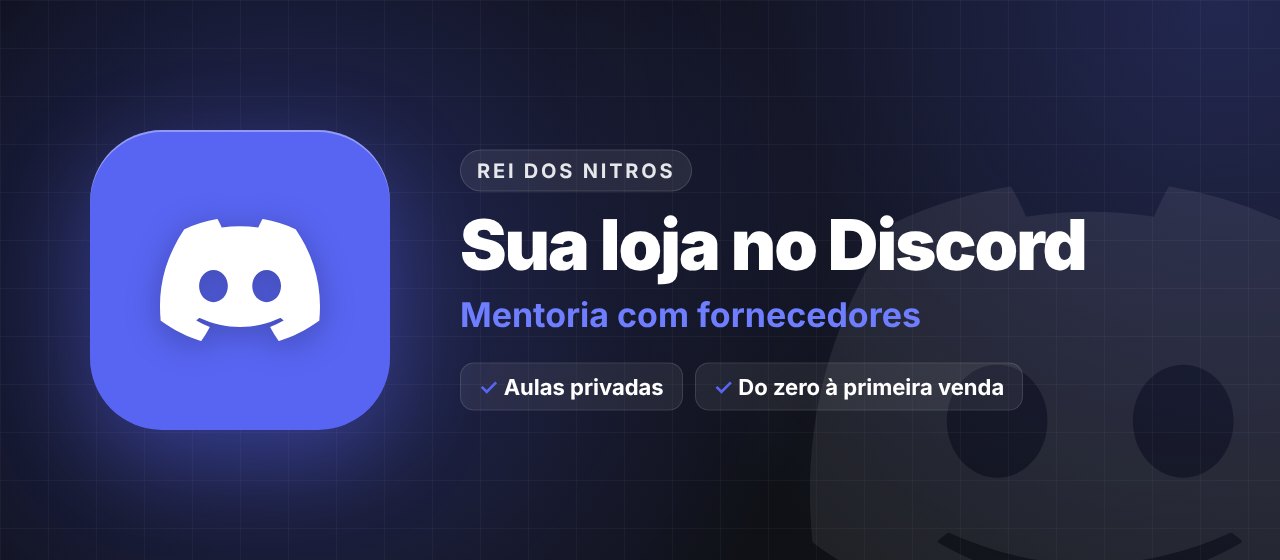 REI DOS NITROS
Sua loja no Discord
Mentoria com fornecedores
✓ Aulas privadas
✓ Do zero à primeira venda